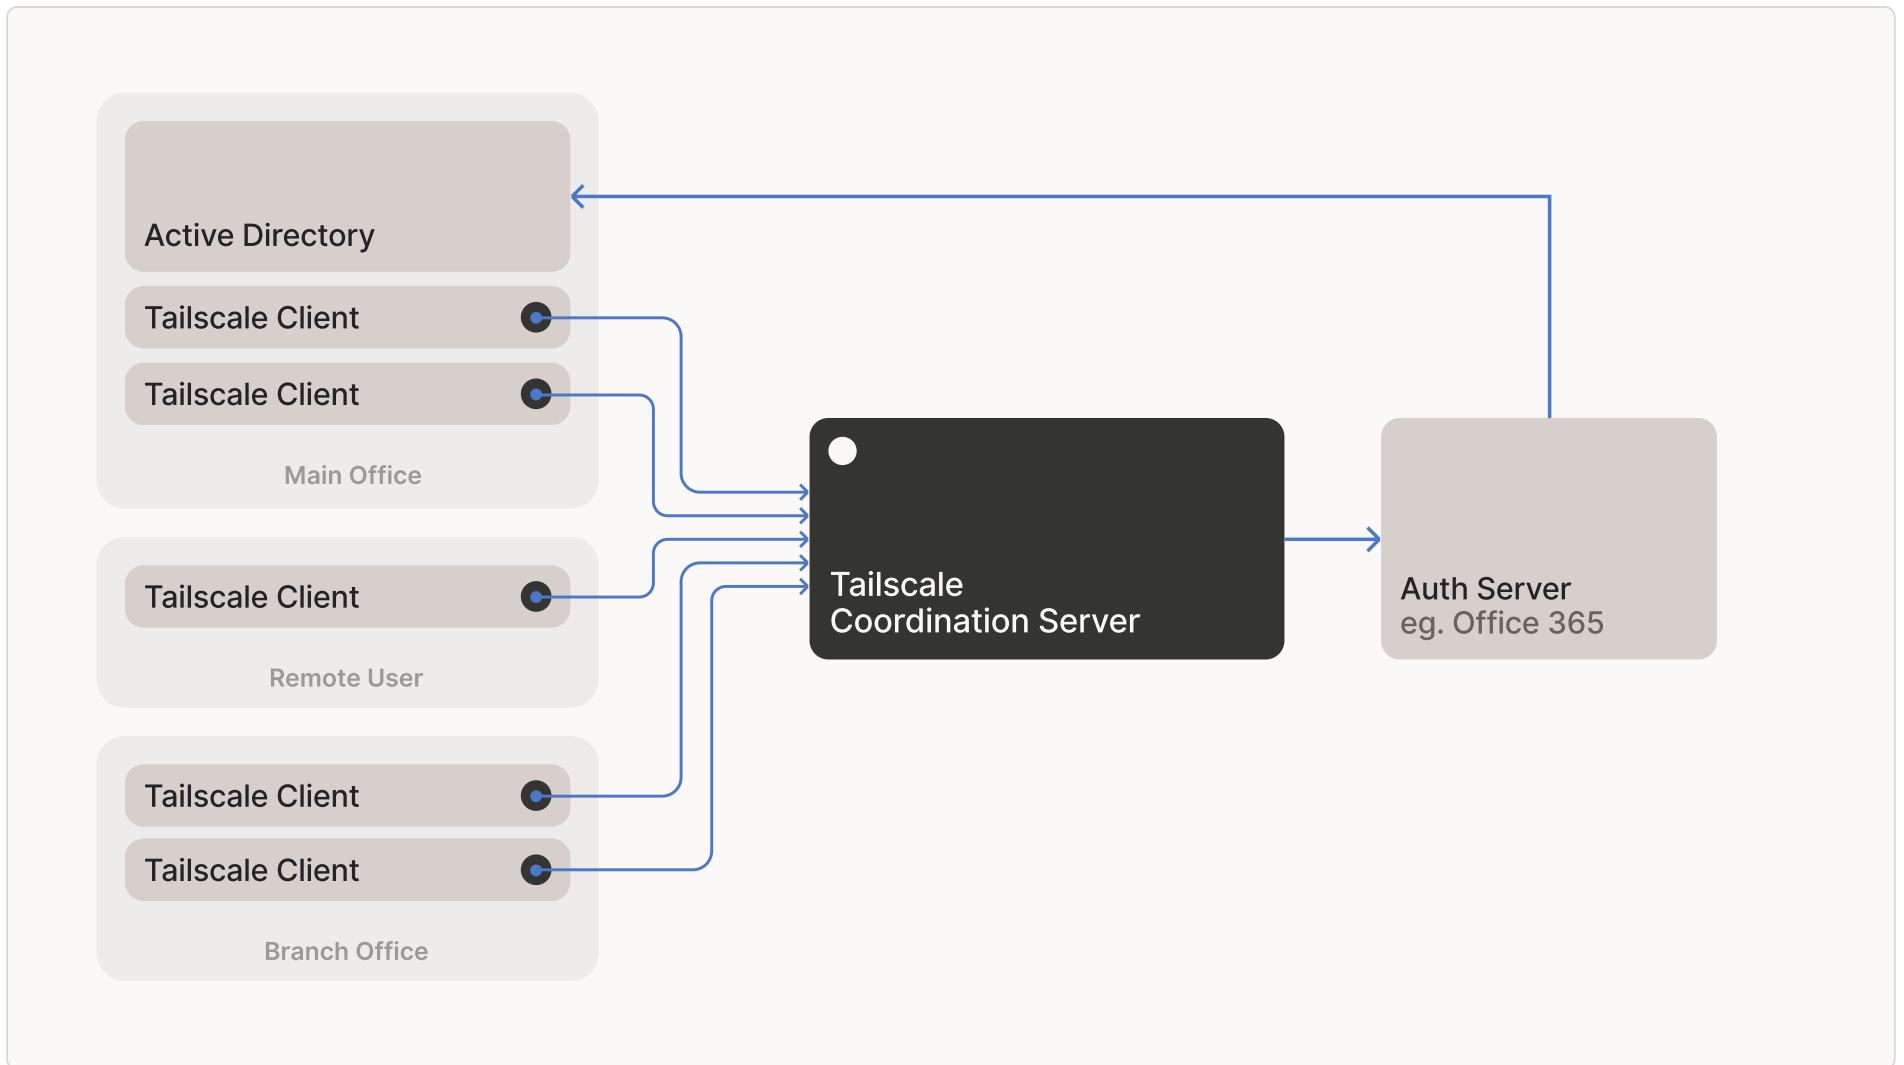 Active Directory
Tailscale Client
Tailscale Client
Main Office
Tailscale Client
Remote User
Tailscale Client
Tailscale Client
Branch Office
Tailscale
Coordination Server
Auth Server
eg. Office 365